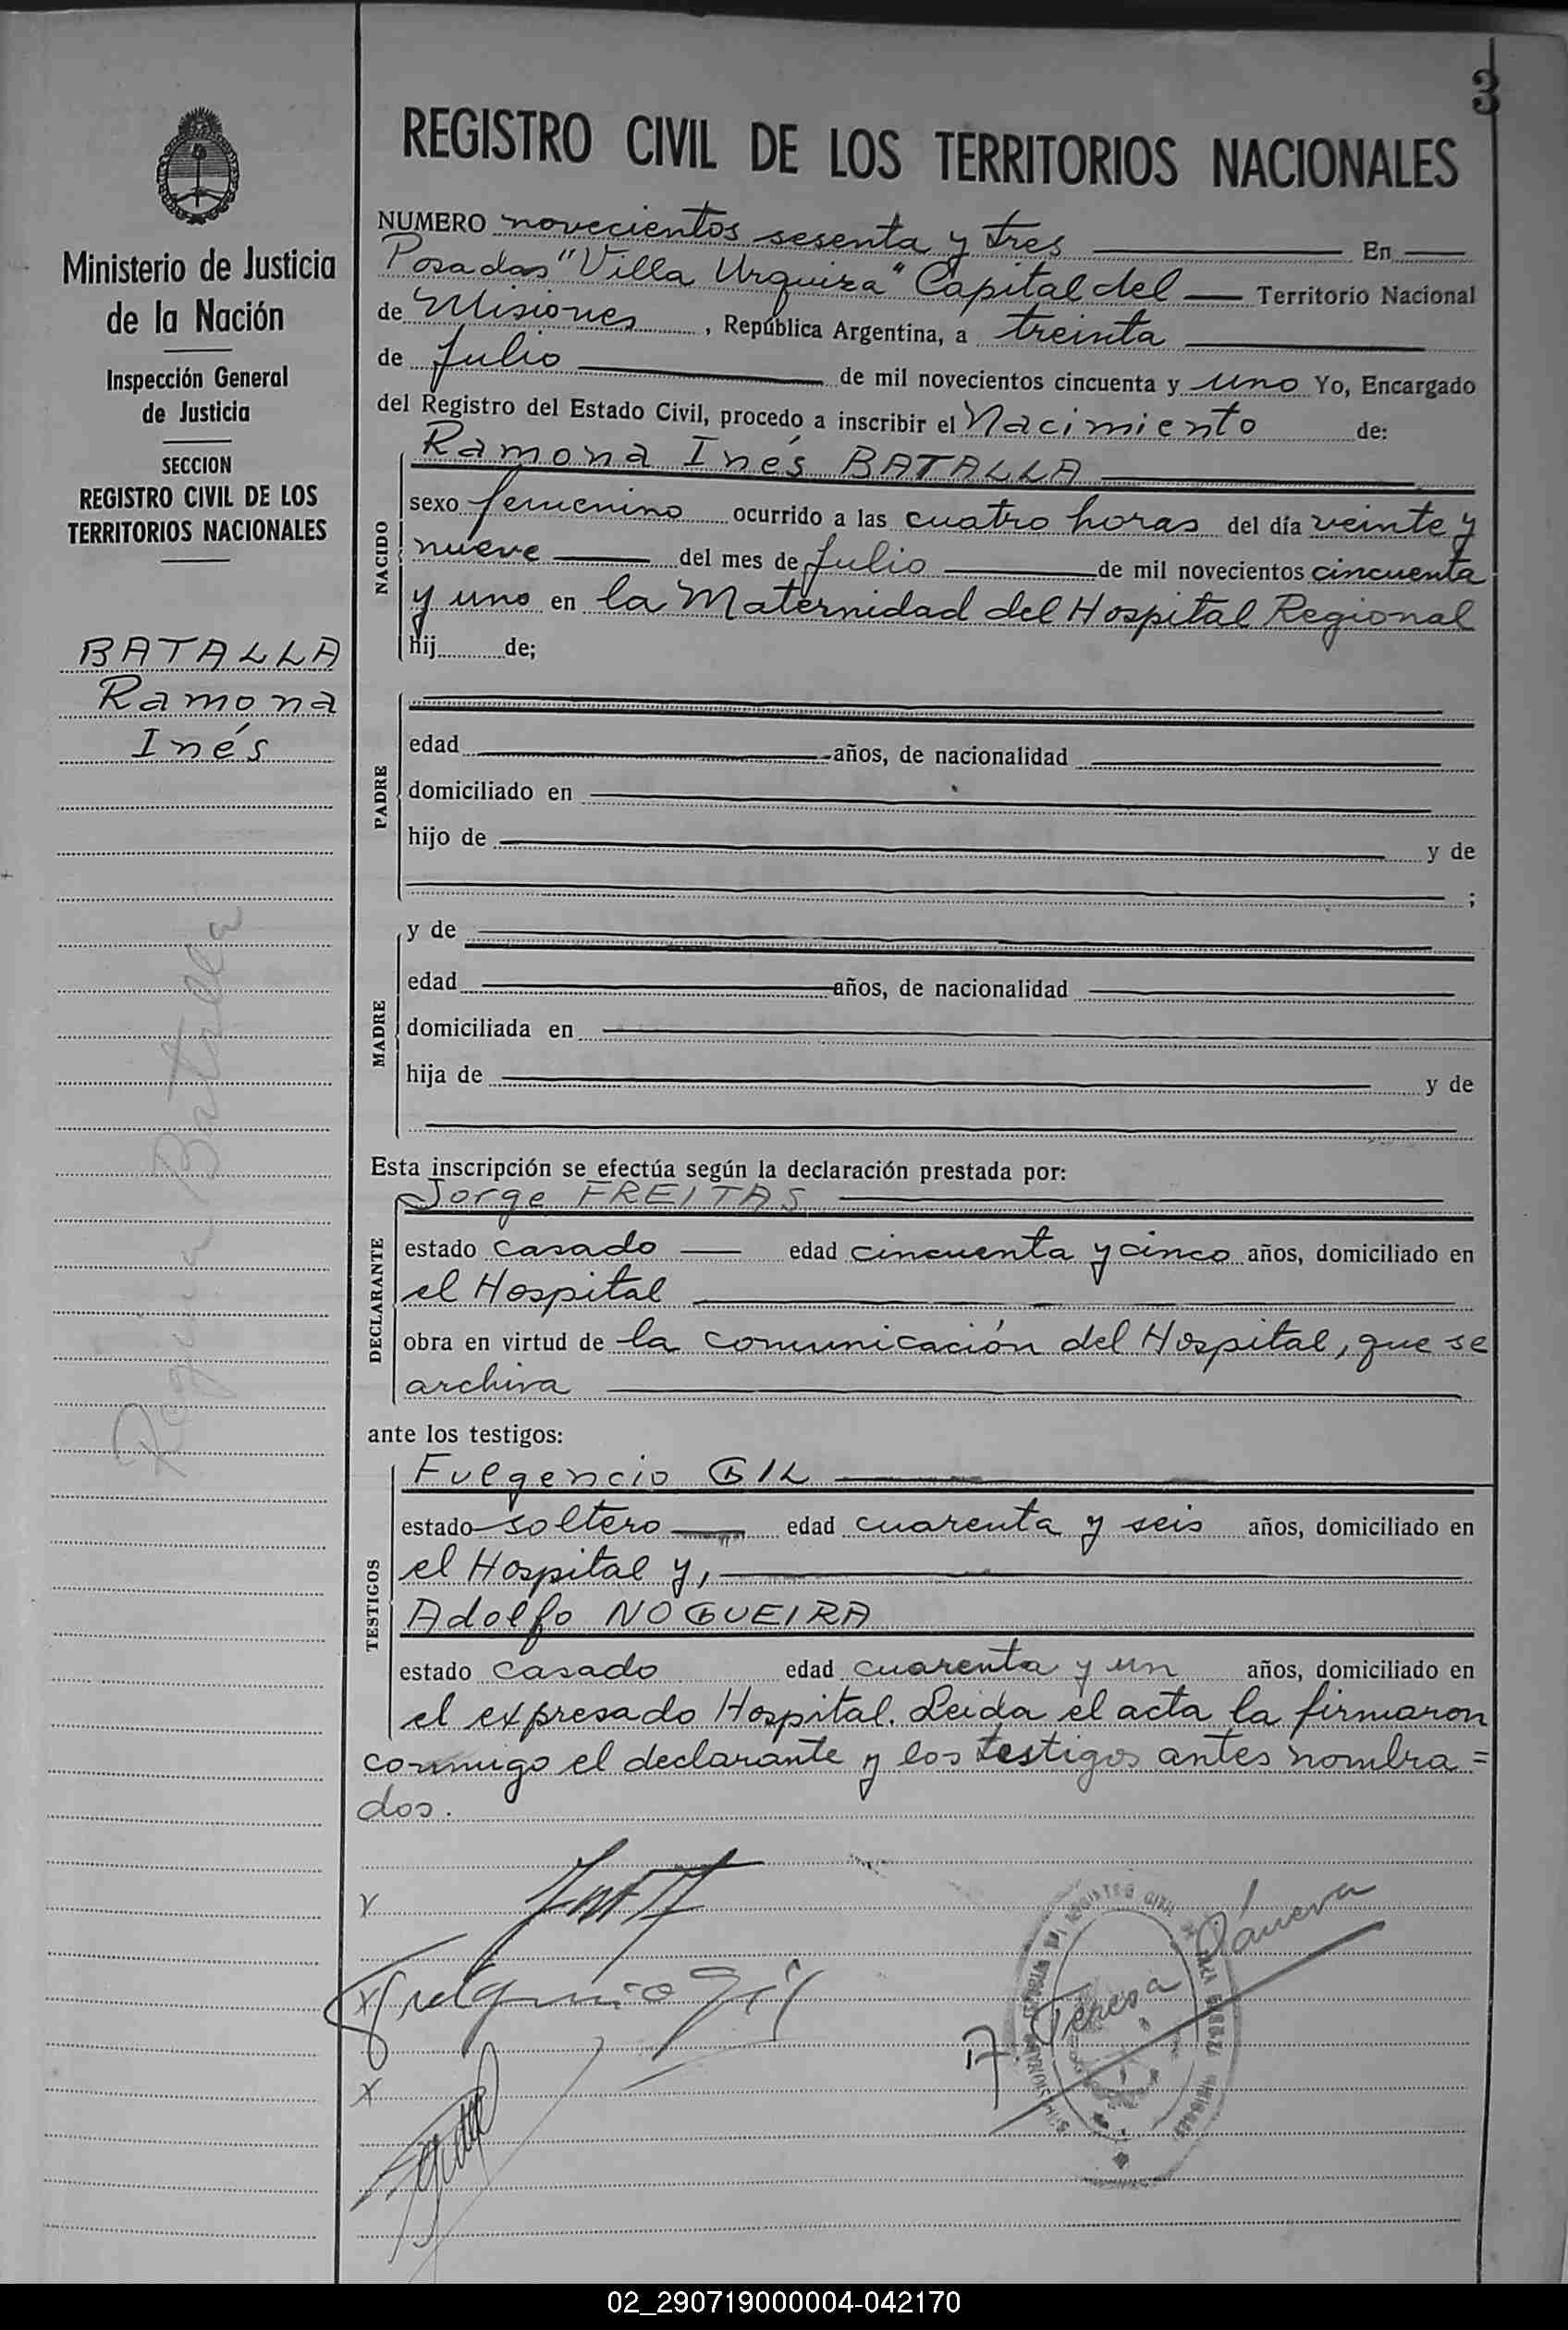 3
REGISTRO CIVIL DE LOS TERRITORIOS NACIONALES
Ministerio de Justicia
de la Nación
Inspección General
de Justicia
SECCION
REGISTRO CIVIL DE LOS
TERRITORIOS NACIONALES
BATALLA
Ramona
Inés
Batalla
NUMERO novecientos sesenta y tres En
Posadas "Villa Urquiza" Capital del Territorio Nacional
de Misiones, República Argentina, a treinta
de Julio de mil novecientos cincuenta y uno Yo, Encargado
del Registro del Estado Civil, procedo a inscribir el Nacimiento de:
NACIDO
Ramona Inés BATALLA
sexo femenino ocurrido a las cuatro horas del día veinte y
nueve del mes de Julio de mil novecientos cincuenta
y uno en la Maternidad del Hospital Regional
hij de;
PADRE
edad años, de nacionalidad
domiciliado en
hijo de y de
;
MADRE
y de
edad años, de nacionalidad
domiciliada en
hija de y de
Esta inscripción se efectúa según la declaración prestada por:
DECLARANTE
Jorge FREITAS
estado casado edad cincuenta y cinco años, domiciliado en
el Hospital
obra en virtud de la comunicación del Hospital, que se
archiva
ante los testigos:
TESTIGOS
Fulgencio GIL
estado soltero edad cuarenta y seis años, domiciliado en
el Hospital y,
Adolfo NOGUEIRA
estado casado edad cuarenta y un años, domiciliado en
el expresado Hospital. Leida el acta la firmaron
conmigo el declarante y los testigos antes nombra=
dos.
x
x Fulgencio Gil
A. Teresa
REGISTRO CIVIL
x
02_290719000004-042170